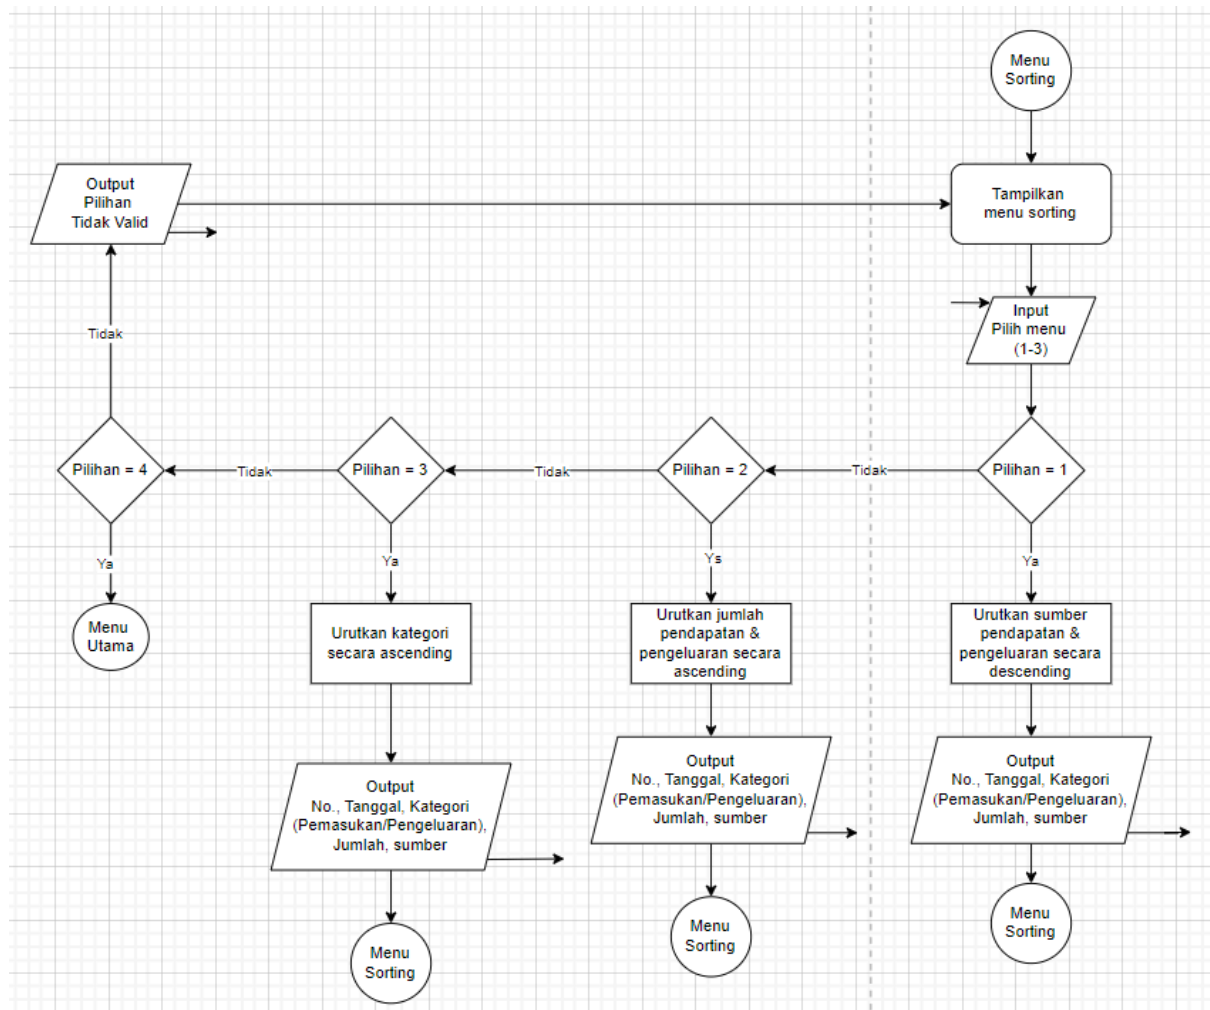 Menu
Sorting
Output
Pilihan
Tidak Valid
Tampilkan
menu sorting
Input
Pilih menu
(1-3)
Tidak
Pilihan = 4
Tidak
Pilihan = 3
Tidak
Pilihan = 2
Tidak
Pilihan = 1
Ya
Ya
Ys
Ya
Menu
Utama
Urutkan kategori
secara ascending
Urutkan jumlah
pendapatan &
pengeluaran secara
ascending
Urutkan sumber
pendapatan &
pengeluaran secara
descending
Output
No., Tanggal, Kategori
(Pemasukan/Pengeluaran),
Jumlah, sumber
Output
No., Tanggal, Kategori
(Pemasukan/Pengeluaran),
Jumlah, sumber
Output
No., Tanggal, Kategori
(Pemasukan/Pengeluaran),
Jumlah, sumber
Menu
Sorting
Menu
Sorting
Menu
Sorting